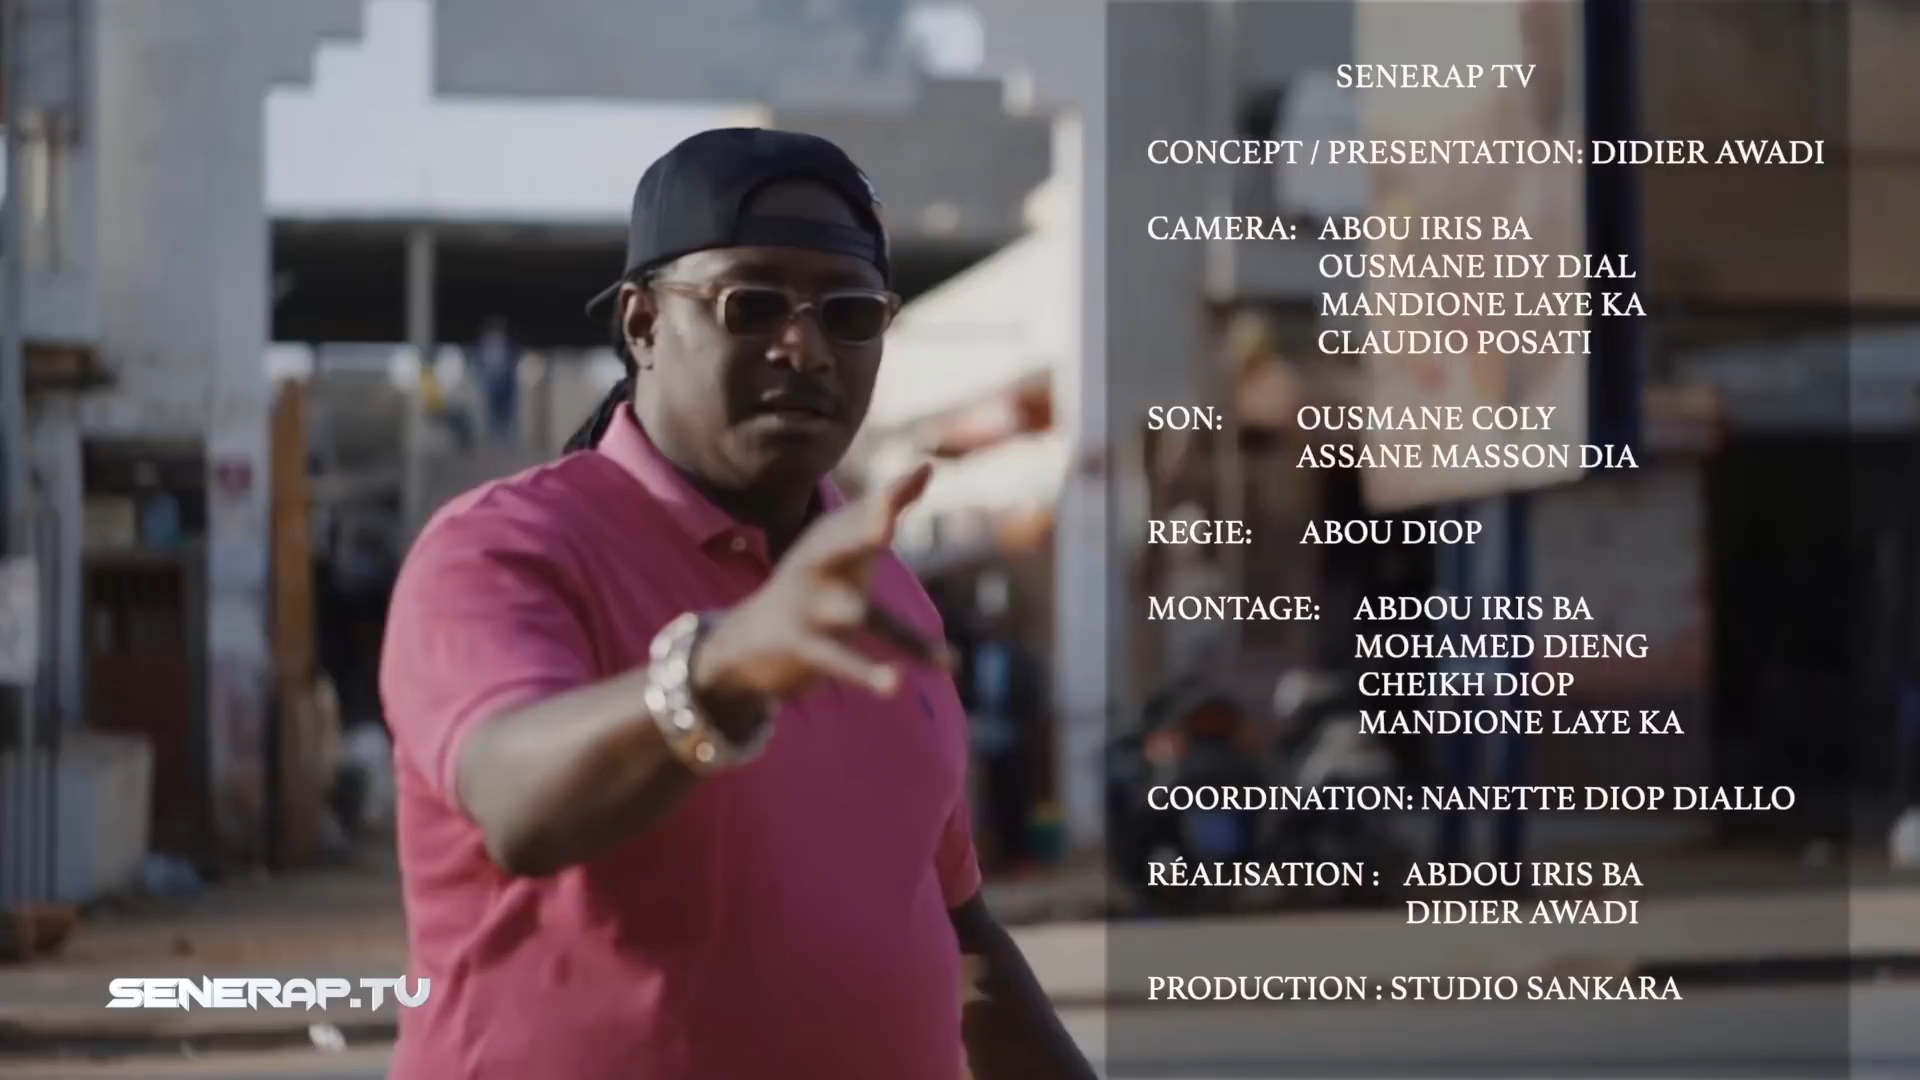 SENERAP TV
CONCEPT / PRESENTATION: DIDIER AWADI
CAMERA: ABOU IRIS BA
OUSMANE IDY DIAL
MANDIONE LAYE KA
CLAUDIO POSATI
SON: OUSMANE COLY
ASSANE MASSON DIA
REGIE: ABOU DIOP
MONTAGE: ABDOU IRIS BA
MOHAMED DIENG
CHEIKH DIOP
MANDIONE LAYE KA
COORDINATION: NANETTE DIOP DIALLO
RÉALISATION : ABDOU IRIS BA
DIDIER AWADI
PRODUCTION : STUDIO SANKARA
SENERAP.TV